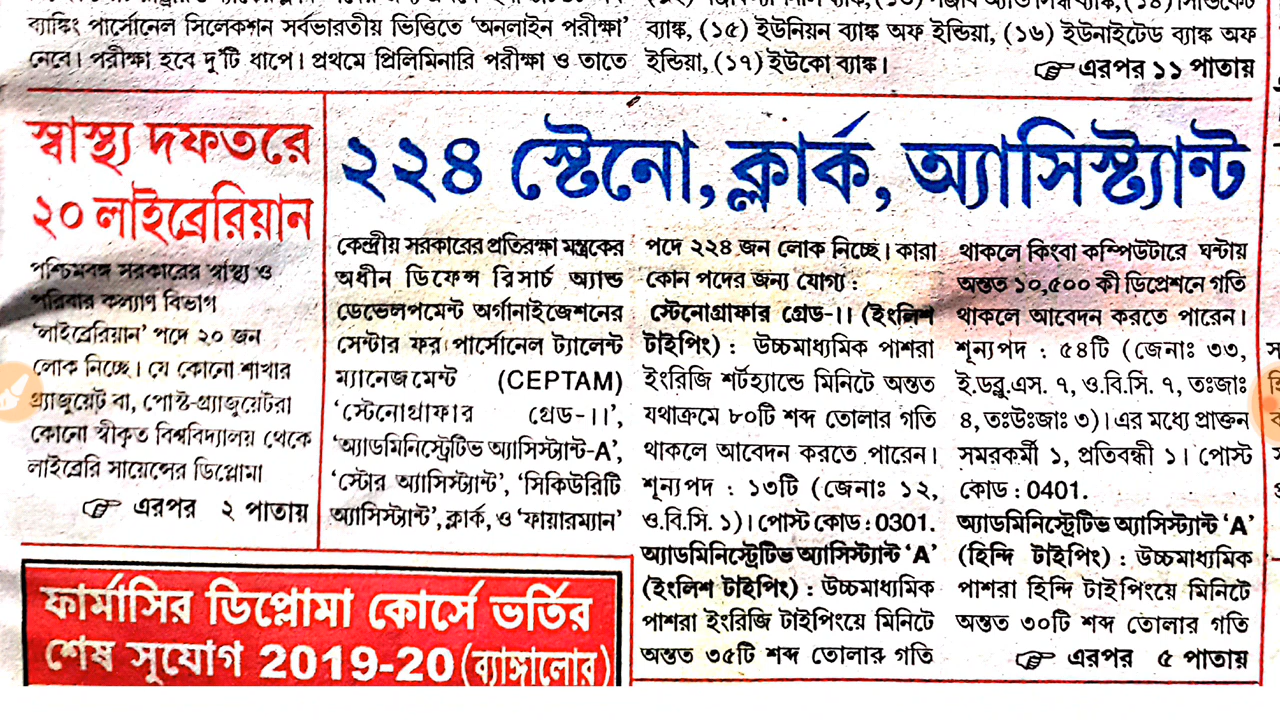 ব্যাঙ্কিং পার্সোনেল সিলেকশন সর্বভারতীয় ভিত্তিতে 'অনলাইন পরীক্ষা'
নেবে। পরীক্ষা হবে দু'টি ধাপে। প্রথমে প্রিলিমিনারি পরীক্ষা ও তাতে
ব্যাঙ্ক, (১৫) ইউনিয়ন ব্যাঙ্ক অফ ইন্ডিয়া, (১৬) ইউনাইটেড ব্যাঙ্ক অফ
ইন্ডিয়া, (১৭) ইউকো ব্যাঙ্ক।
এরপর ১১ পাতায়
স্বাস্থ্য দফতরে
২০ লাইব্রেরিয়ান
পশ্চিমবঙ্গ সরকারের স্বাস্থ্য ও
পরিবার কল্যাণ বিভাগ
'লাইব্রেরিয়ান' পদে ২০ জন
লোক নিচ্ছে। যে কোনো শাখার
গ্র্যাজুয়েট বা, পোস্ট-গ্র্যাজুয়েটরা
কোনো স্বীকৃত বিশ্ববিদ্যালয় থেকে
লাইব্রেরি সায়েন্সের ডিপ্লোমা
এরপর ২ পাতায়
২২৪ স্টেনো, ক্লার্ক, অ্যাসিস্ট্যান্ট
কেন্দ্রীয় সরকারের প্রতিরক্ষা মন্ত্রকের
অধীন ডিফেন্স রিসার্চ অ্যান্ড
ডেভেলপমেন্ট অর্গানাইজেশনের
সেন্টার ফর পার্সোনেল ট্যালেন্ট
ম্যানেজমেন্ট (CEPTAM)
'স্টেনোগ্রাফার গ্রেড-।।',
'অ্যাডমিনিস্ট্রেটিভ অ্যাসিস্ট্যান্ট-A',
'স্টোর অ্যাসিস্ট্যান্ট', 'সিকিউরিটি
অ্যাসিস্ট্যান্ট', ক্লার্ক, ও 'ফায়ারম্যান'
পদে ২২৪ জন লোক নিচ্ছে। কারা
কোন পদের জন্য যোগ্য :
স্টেনোগ্রাফার গ্রেড-।। (ইংলিশ
টাইপিং) : উচ্চমাধ্যমিক পাশরা
ইংরিজি শর্টহ্যান্ডে মিনিটে অন্তত
যথাক্রমে ৮০টি শব্দ তোলার গতি
থাকলে আবেদন করতে পারেন।
শূন্যপদ : ১৩টি (জেনাঃ ১২,
ও.বি.সি. ১)। পোস্ট কোড : 0301.
অ্যাডমিনিস্ট্রেটিভ অ্যাসিস্ট্যান্ট 'A'
(ইংলিশ টাইপিং) : উচ্চমাধ্যমিক
পাশরা ইংরিজি টাইপিংয়ে মিনিটে
অন্তত ৩৫টি শব্দ তোলার গতি
থাকলে কিংবা কম্পিউটারে ঘন্টায়
অন্তত ১০,৫০০ কী ডিপ্রেশনে গতি
থাকলে আবেদন করতে পারেন।
শূন্যপদ : ৫৪টি (জেনাঃ ৩৩,
ই.ডব্লু.এস. ৭, ও.বি.সি. ৭, তঃজাঃ
৪, তঃউঃজাঃ ৩)। এর মধ্যে প্রাক্তন
সমরকর্মী ১, প্রতিবন্ধী ১। পোস্ট
কোড : 0401.
অ্যাডমিনিস্ট্রেটিভ অ্যাসিস্ট্যান্ট 'A'
(হিন্দি টাইপিং) : উচ্চমাধ্যমিক
পাশরা হিন্দি টাইপিংয়ে মিনিটে
অন্তত ৩০টি শব্দ তোলার গতি
এরপর ৫ পাতায়
ফার্মাসির ডিপ্লোমা কোর্সে ভর্তির
শেষ সুযোগ 2019-20 (ব্যাঙ্গালোর)